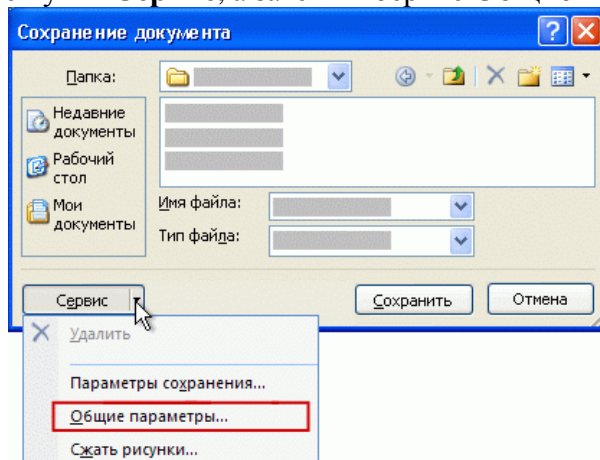 Сохранение документа
Папка:
Недавние
документы
Рабочий
стол
Мои
документы
Имя файла:
Тип файла:
Сервис
Сохранить
Отмена
Удалить
Параметры сохранения...
Общие параметры...
Сжать рисунки...